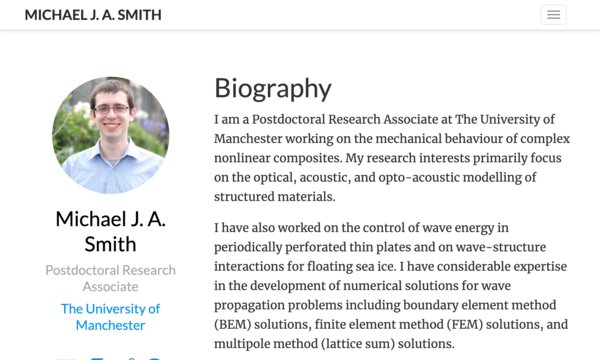 MICHAEL J. A. SMITH
Michael J. A.
Smith
Postdoctoral Research
Associate
The University of
Manchester
Biography
I am a Postdoctoral Research Associate at The University of
Manchester working on the mechanical behaviour of complex
nonlinear composites. My research interests primarily focus
on the optical, acoustic, and opto-acoustic modelling of
structured materials.
I have also worked on the control of wave energy in
periodically perforated thin plates and on wave-structure
interactions for floating sea ice. I have considerable expertise
in the development of numerical solutions for wave
propagation problems including boundary element method
(BEM) solutions, finite element method (FEM) solutions, and
multipole method (lattice sum) solutions.